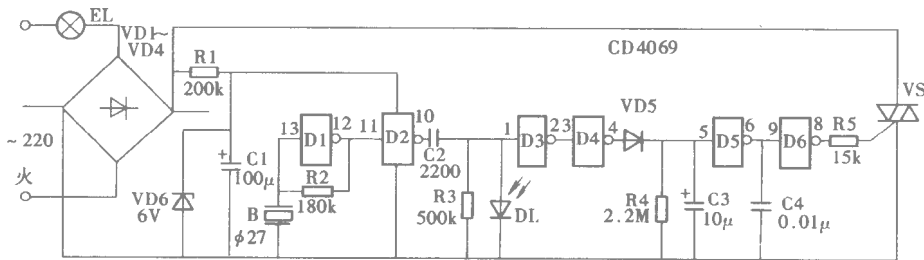 EL
VD1~
VD4
R1
200k
CD4069
VS
~220
火
VD6
6V
C1
100μ
+
13
D1
12
R2
180k
B
ϕ27
11
D2
10
C2
2200
R3
500k
DL
1
D3
23
D4
4
VD5
R4
2.2M
+
C3
10μ
5
D5
6
C4
0.01μ
9
D6
8
R5
15k